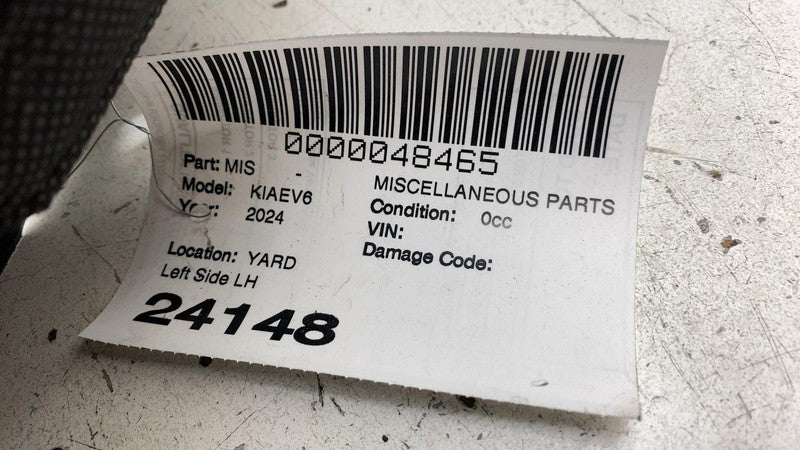 0000048465
Part: MIS - MISCELLANEOUS PARTS
Model: KIAEV6 Condition: 0cc
Year: 2024 VIN:
Damage Code:
Location: YARD
Left Side LH
24148